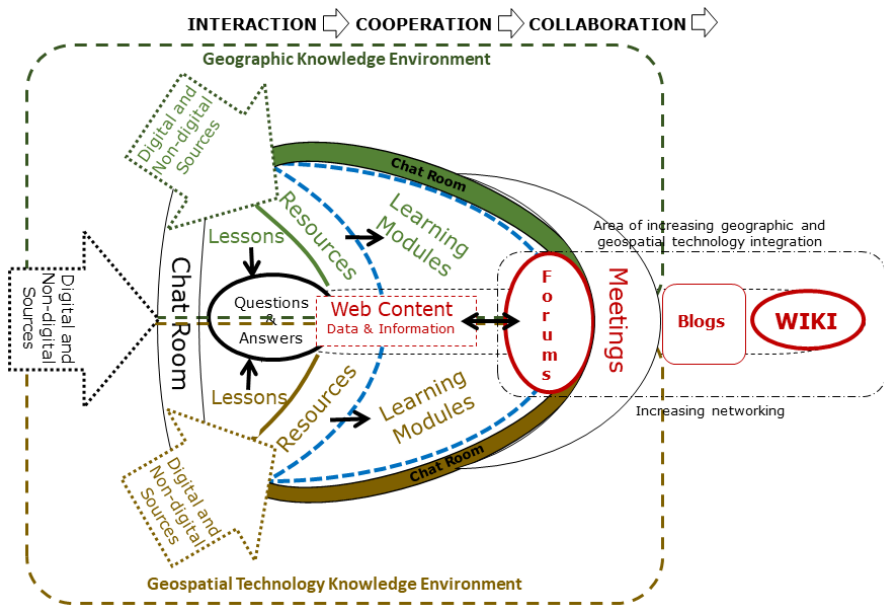 INTERACTION COOPERATION COLLABORATION
Geographic Knowledge Environment
Digital and
Non-digital
Sources
Chat Room
Resources
Learning
Modules
Lessons
Area of increasing geographic and
geospatial technology integration
Digital and
Non-digital
Sources
Chat Room
Questions
&
Answers
Web Content
Data & Information
Forums
Meetings
Blogs
WIKI
Lessons
Resources
Learning
Modules
Increasing networking
Chat Room
Digital and
Non-digital
Sources
Geospatial Technology Knowledge Environment